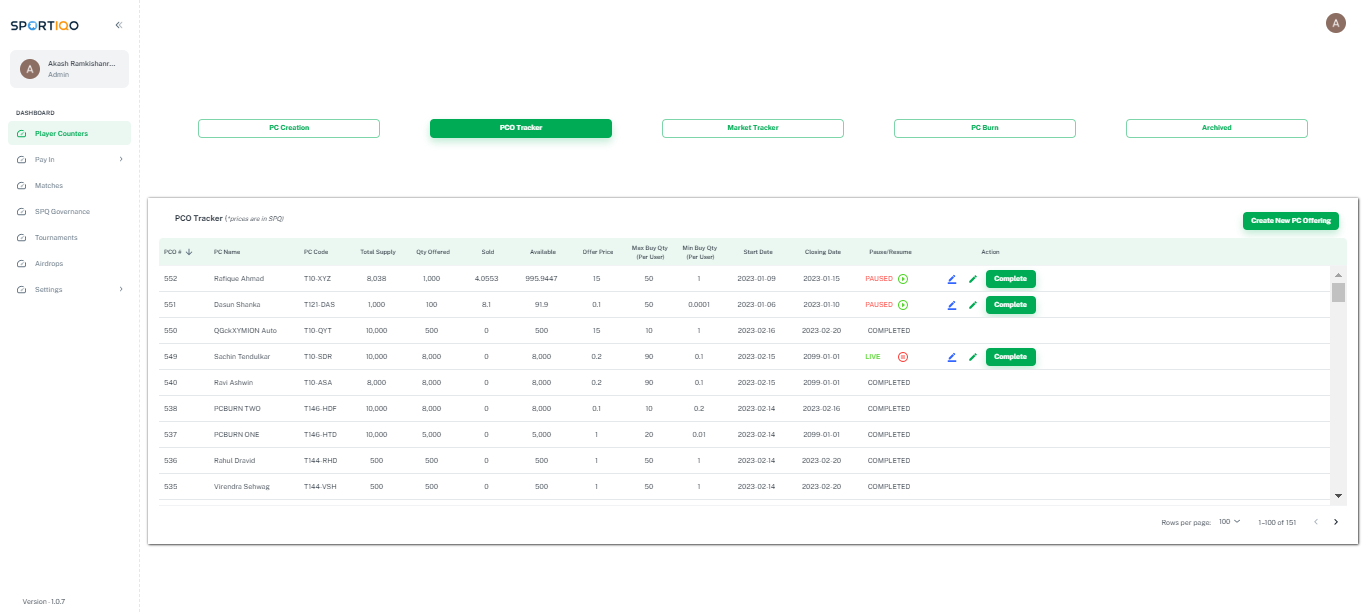 SPORTIQO
A
A
Akash Ramkishanr...
Admin
DASHBOARD
Player Counters
Pay In
Matches
SPQ Governance
Tournaments
Airdrops
Settings
Version -1.0.7
PC Creation
PCO Tracker
Market Tracker
PC Burn
Archived
PCO Tracker (*prices are in SPQ)
Create New PC Offering
PCO # PC Name PC Code Total Supply Qty Offered Sold Available Offer Price Max Buy Qty (Per User) Min Buy Qty (Per User) Start Date Closing Date Pause/Resume Action
552 Rafique Ahmad T10-XYZ 8,038 1,000 4.0553 995.9447 15 50 1 2023-01-09 2023-01-15 PAUSED Complete
551 Dasun Shanka T121-DAS 1,000 100 8.1 91.9 0.1 50 0.0001 2023-01-06 2023-01-10 PAUSED Complete
550 QGckXYMION Auto T10-QYT 10,000 500 0 500 15 10 1 2023-02-16 2023-02-20 COMPLETED
549 Sachin Tendulkar T10-SDR 10,000 8,000 0 8,000 0.2 90 0.1 2023-02-15 2099-01-01 LIVE Complete
540 Ravi Ashwin T10-ASA 8,000 8,000 0 8,000 0.2 90 0.1 2023-02-15 2099-01-01 COMPLETED
538 PCBURN TWO T146-HDF 10,000 8,000 0 8,000 0.1 10 0.2 2023-02-14 2023-02-16 COMPLETED
537 PCBURN ONE T146-HTD 10,000 5,000 0 5,000 1 20 0.01 2023-02-14 2099-01-01 COMPLETED
536 Rahul Dravid T144-RHD 500 500 0 500 1 50 1 2023-02-14 2023-02-20 COMPLETED
535 Virendra Sehwag T144-VSH 500 500 0 500 1 50 1 2023-02-14 2023-02-20 COMPLETED
Rows per page: 100 1–100 of 151